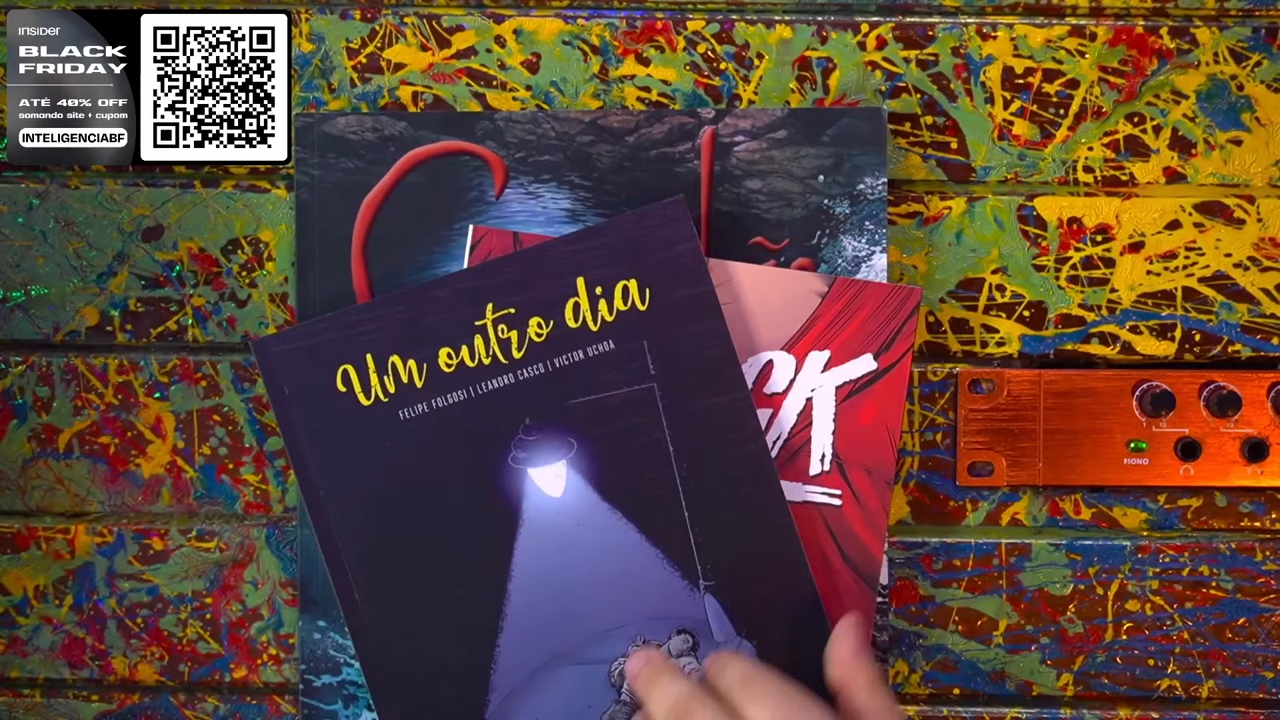 insider
BLACK
FRIDAY
ATÉ 40% OFF
somando site + cupom
INTELIGENCIABF
Um outro dia
FELIPE FOLGOSI | LEANDRO CASCO | VICTOR UCHOA